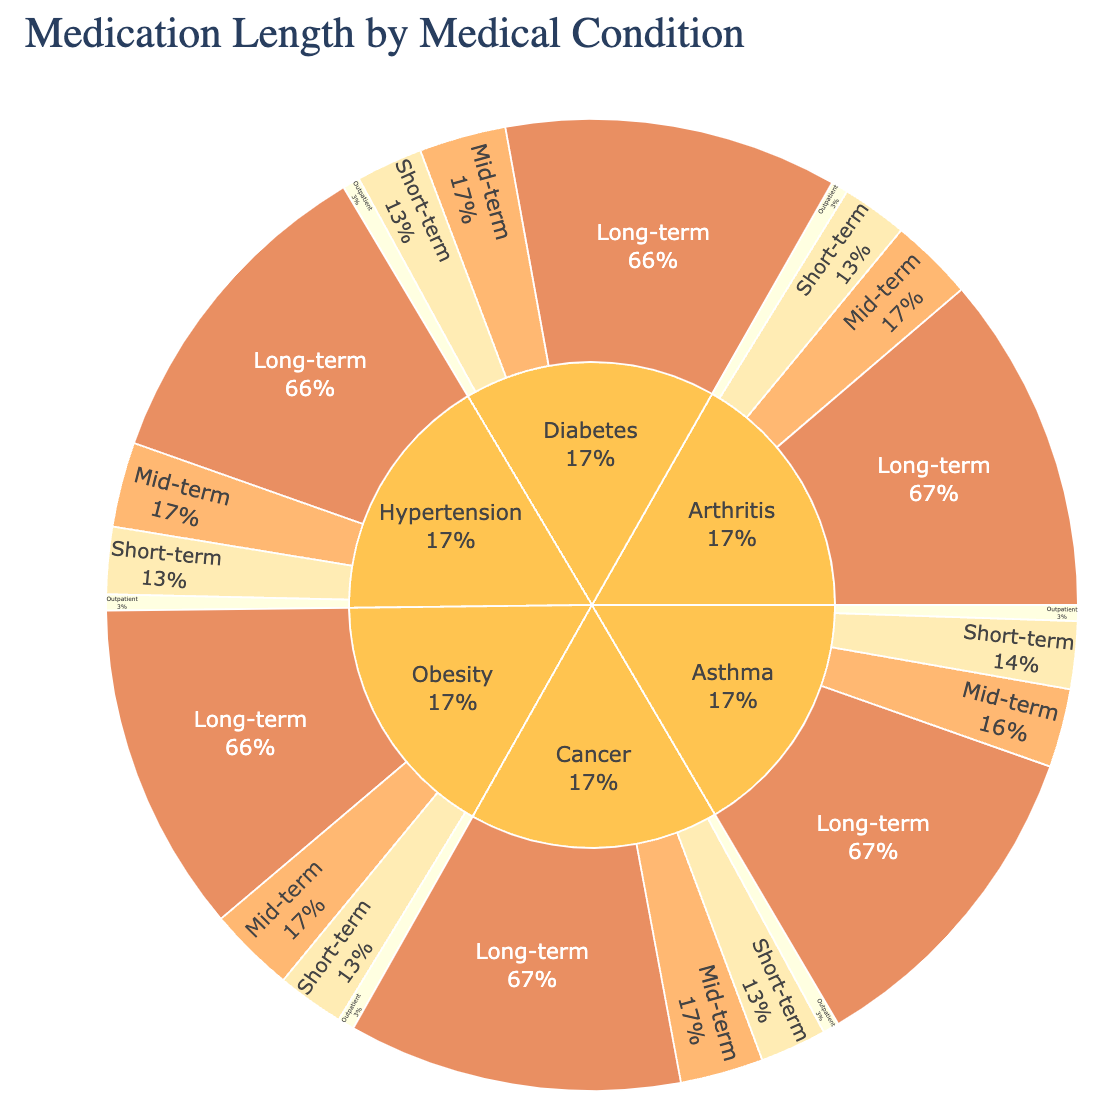 Medication Length by Medical Condition
Diabetes
17%
Long-term
66%
Mid-term
17%
Short-term
13%
Outpatient
3%
Arthritis
17%
Long-term
67%
Mid-term
17%
Short-term
13%
Outpatient
3%
Asthma
17%
Outpatient
3%
Short-term
14%
Mid-term
16%
Long-term
67%
Outpatient
3%
Cancer
17%
Short-term
13%
Mid-term
17%
Long-term
67%
Outpatient
3%
Obesity
17%
Short-term
13%
Mid-term
17%
Long-term
66%
Outpatient
3%
Hypertension
17%
Short-term
13%
Mid-term
17%
Long-term
66%